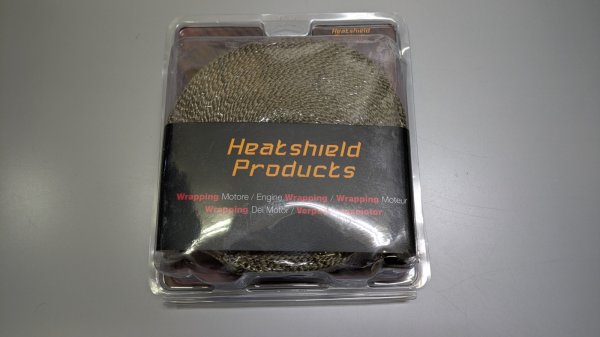 Heatshield
Heatshield
Products
Wrapping Motore / Engine Wrapping / Wrapping Moteur
Wrapping Del Motor /